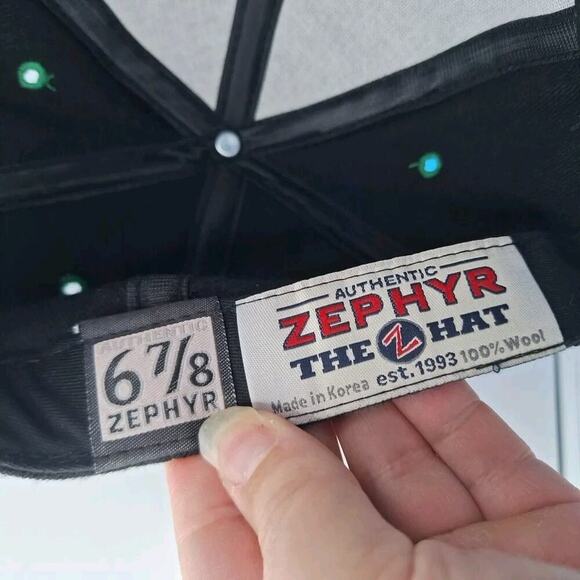 AUTHENTIC
6 7/8
ZEPHYR
AUTHENTIC
ZEPHYR
THE Z HAT
Made in Korea est. 1993 100% Wool